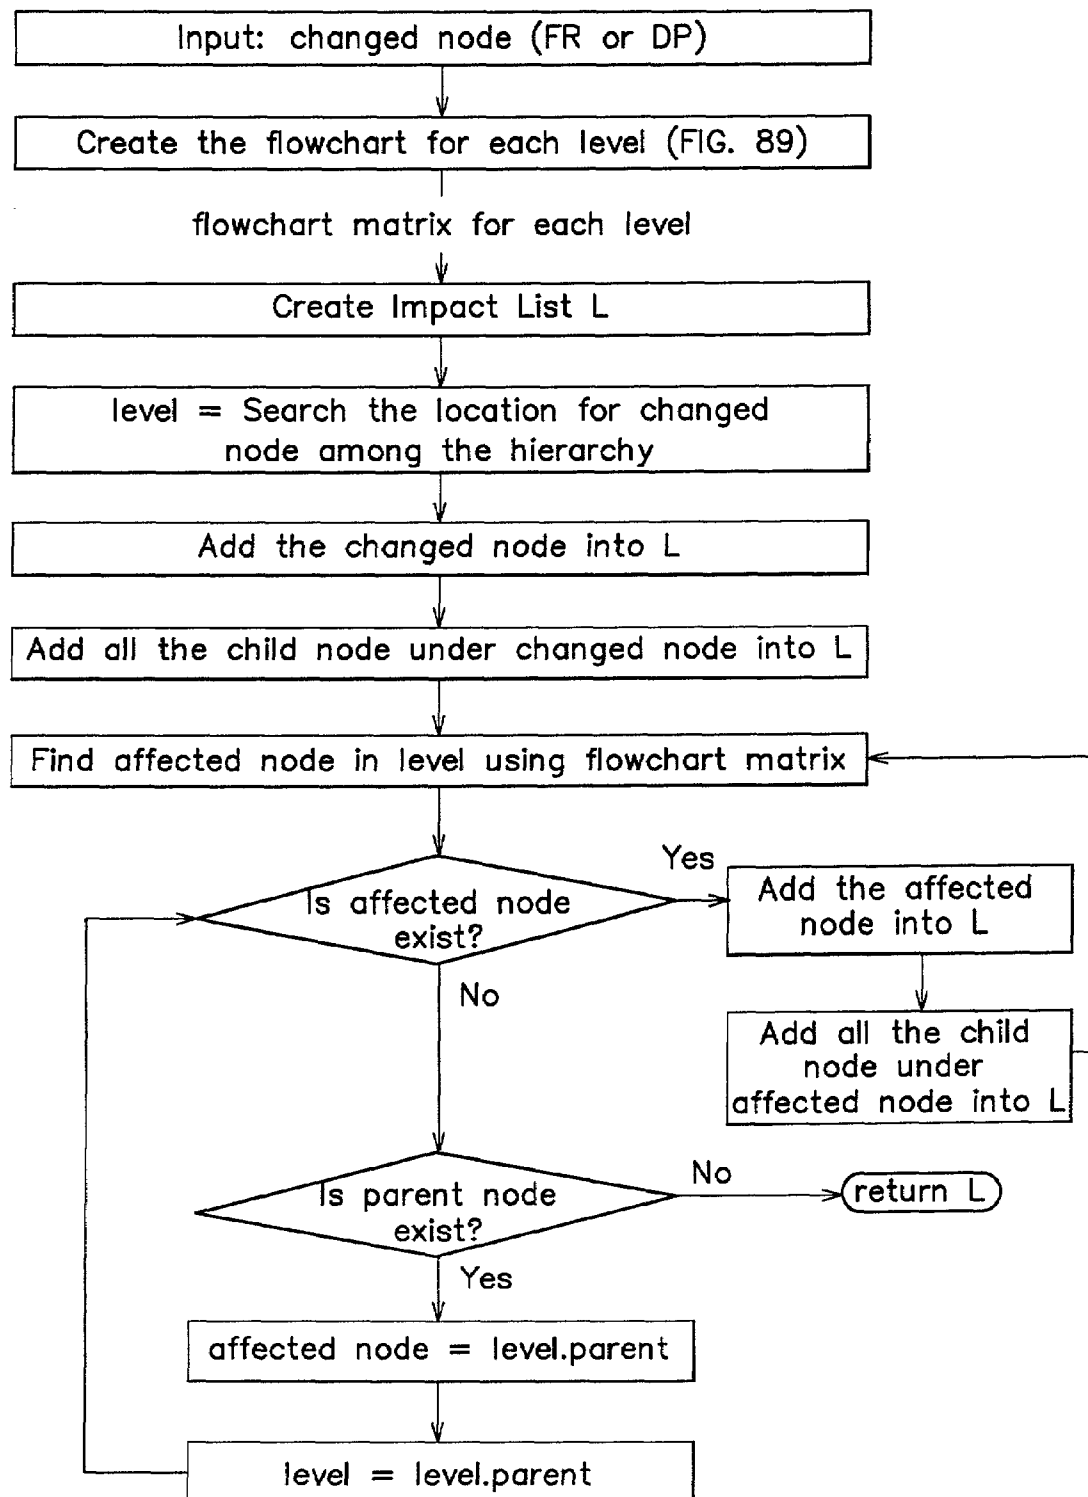 Input: changed node (FR or DP)
Create the flowchart for each level (FIG. 89)
flowchart matrix for each level
Create Impact List L
level = Search the location for changed
node among the hierarchy
Add the changed node into L
Add all the child node under changed node into L
Find affected node in level using flowchart matrix
Is affected node
exist?
Yes
Add the affected
node into L
No
Add all the child
node under
affected node into L
Is parent node
exist?
No
return L
Yes
affected node = level.parent
level = level.parent